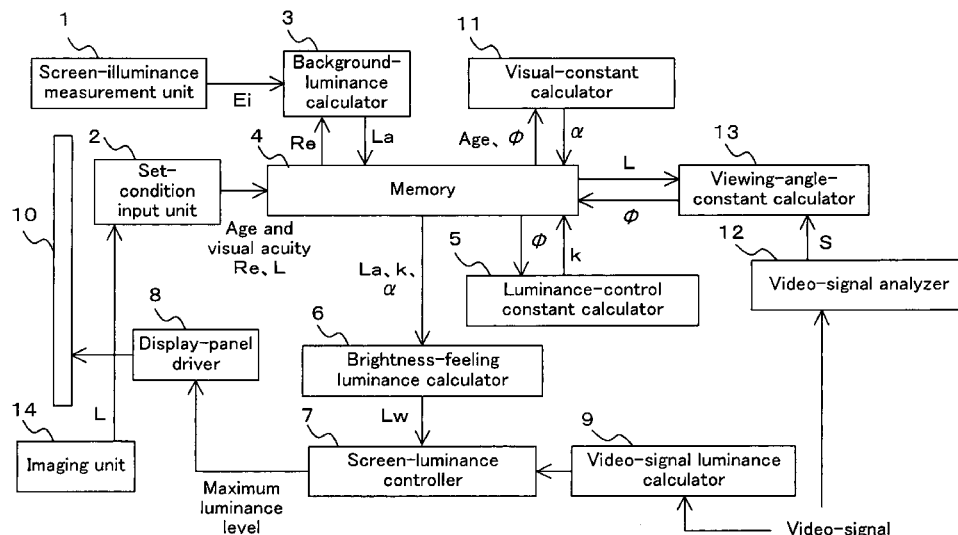 1
3
11
Screen-illuminance
measurement unit
Background-
luminance
calculator
Visual-constant
calculator
Ei
2
Re
La
4
Age、Φ
α
13
Set-
condition
input unit
Memory
L
Viewing-angle-
constant calculator
Φ
10
Age and
visual acuity
Re、L
La、k、
α
5
Φ
k
12
S
8
Luminance-control
constant calculator
Video-signal analyzer
Display-panel
driver
6
Brightness-feeling
luminance calculator
14
L
7
Lw
9
Imaging unit
Screen-luminance
controller
Video-signal luminance
calculator
Maximum
luminance
level
Video-signal